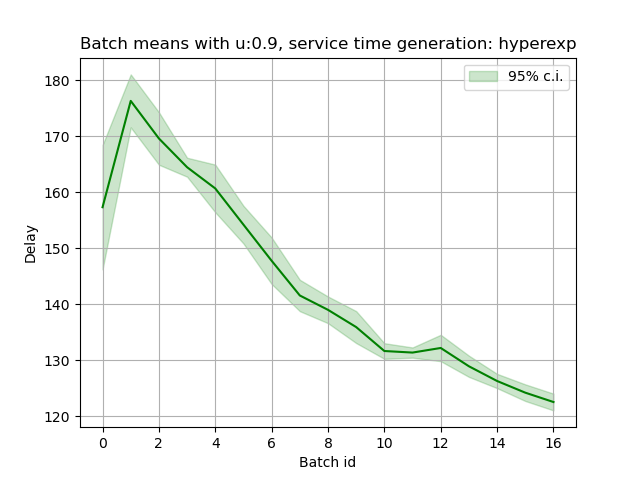 Batch means with u:0.9, service time generation: hyperexp
95% c.i.
Delay
180
170
160
150
140
130
120
0 2 4 6 8 10 12 14 16
Batch id